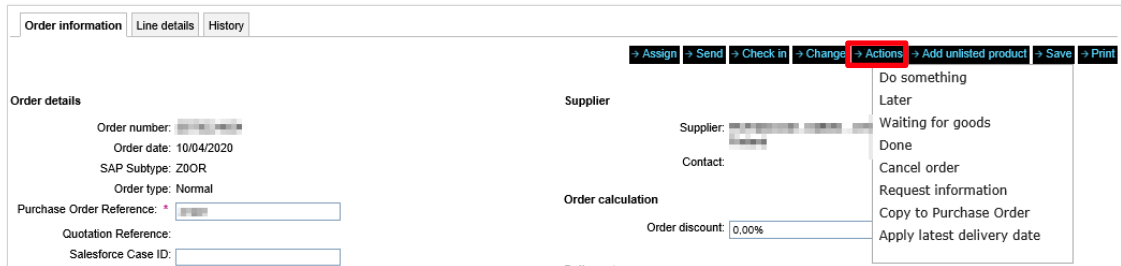 Order information Line details History
→ Assign → Send → Check in → Change → Actions → Add unlisted product → Save → Print
Do something
Later
Waiting for goods
Done
Cancel order
Request information
Copy to Purchase Order
Apply latest delivery date
Order details
Order number:
Order date: 10/04/2020
SAP Subtype: Z0OR
Order type: Normal
Purchase Order Reference: *
Quotation Reference:
Salesforce Case ID:
Supplier
Supplier:
Contact:
Order calculation
Order discount: 0,00%